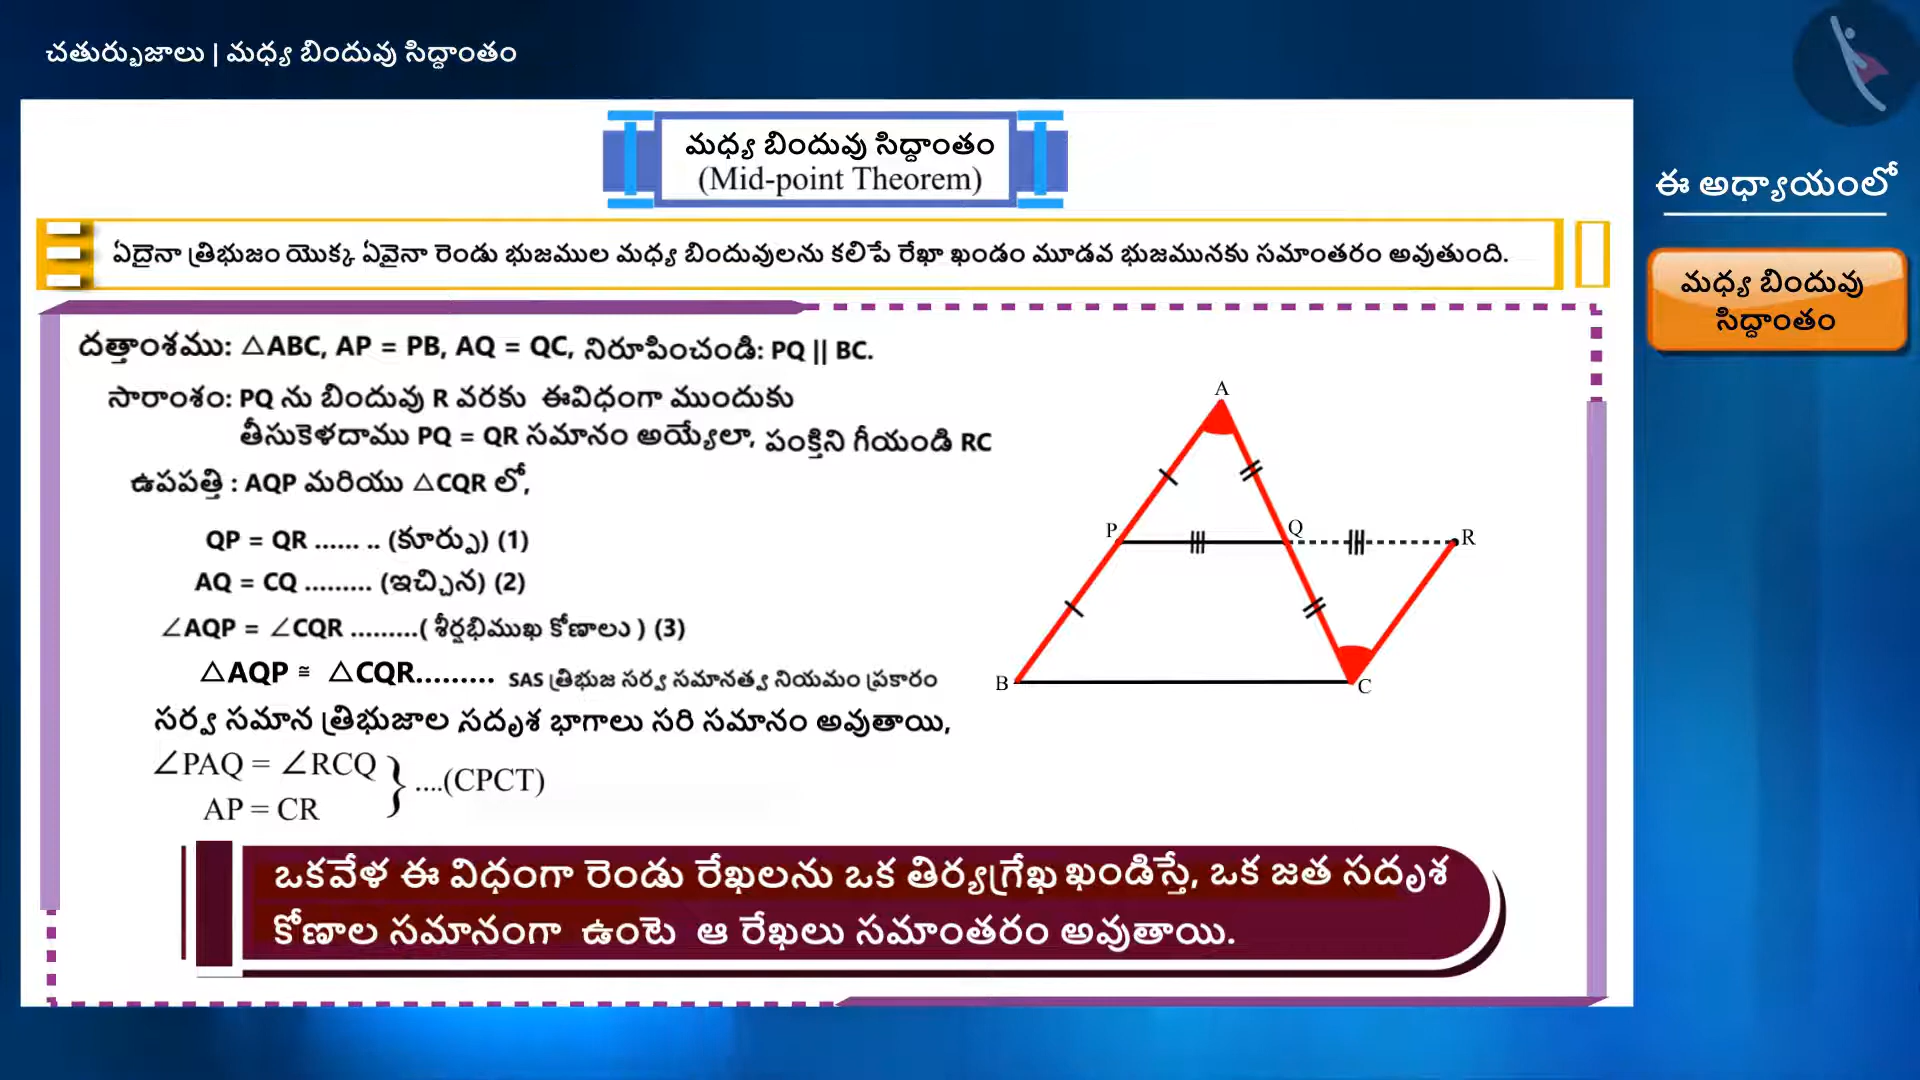 చతుర్భుజాలు | మధ్య బిందువు సిద్ధాంతం
మధ్య బిందువు సిద్ధాంతం
(Mid-point Theorem)
ఈ అధ్యాయంలో
మధ్య బిందువు
సిద్ధాంతం
ఏదైనా త్రిభుజం యొక్క ఏవైనా రెండు భుజముల మధ్య బిందువులను కలిపే రేఖా ఖండం మూడవ భుజమునకు సమాంతరం అవుతుంది.
దత్తాంశము: △ABC, AP = PB, AQ = QC, నిరూపించండి: PQ || BC.
సారాంశం: PQ ను బిందువు R వరకు ఈవిధంగా ముందుకు
తీసుకెళదాము PQ = QR సమానం అయ్యేలా, పంక్తిని గీయండి RC
ఉపపత్తి : AQP మరియు △CQR లో,
QP = QR ...... .. (కూర్పు) (1)
AQ = CQ ......... (ఇచ్చిన) (2)
∠AQP = ∠CQR .........( శీర్షభిముఖ కోణాలు ) (3)
△AQP ≅ △CQR......... SAS త్రిభుజ సర్వ సమానత్వ నియమం ప్రకారం
సర్వ సమాన త్రిభుజాల సదృశ భాగాలు సరి సమానం అవుతాయి,
∠PAQ = ∠RCQ
AP = CR
} ....(CPCT)
A
P
Q
R
B
C
ఒకవేళ ఈ విధంగా రెండు రేఖలను ఒక తిర్యగ్రేఖ ఖండిస్తే, ఒక జత సదృశ
కోణాల సమానంగా ఉంటె ఆ రేఖలు సమాంతరం అవుతాయి.